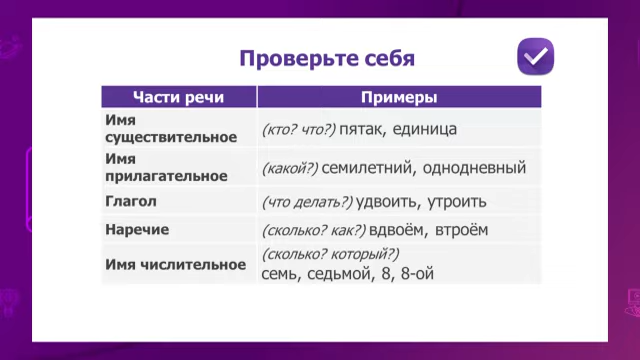 Проверьте себя
Части речи Примеры
Имя существительное (кто? что?) пятак, единица
Имя прилагательное (какой?) семилетний, однодневный
Глагол (что делать?) удвоить, утроить
Наречие (сколько? как?) вдвоём, втроём
Имя числительное (сколько? который?)
семь, седьмой, 8, 8-ой